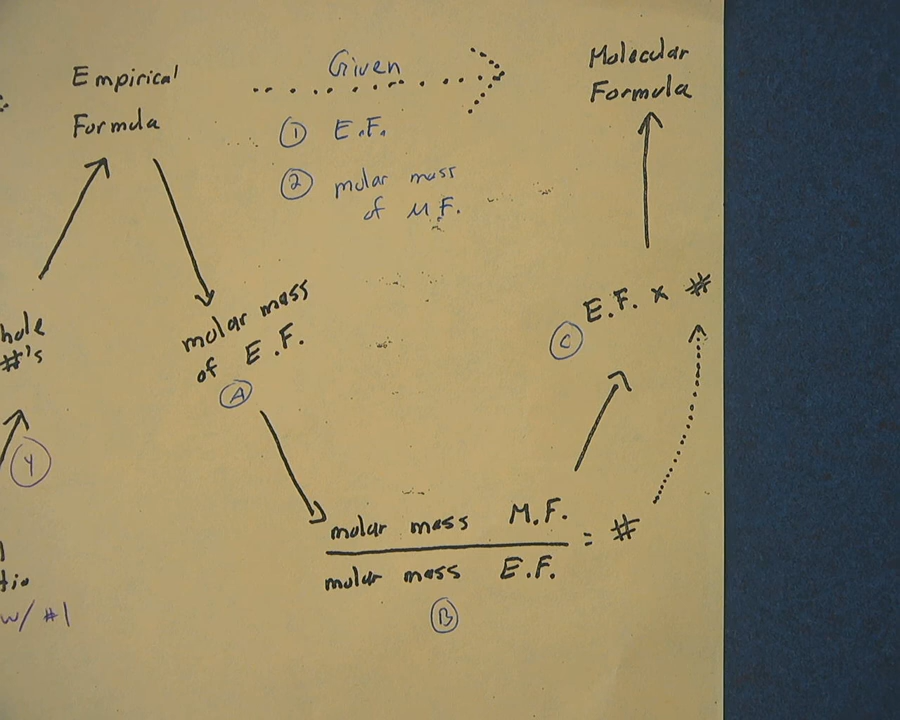 Empirical
Formula
Given
① E.F.
② molar mass
of M.F.
Molecular
Formula
molar mass
of E.F.
Ⓐ
hole
#'s
Y
tio
w/ #1
molar mass M.F.
molar mass E.F.
= #
Ⓑ
Ⓒ E.F. x #